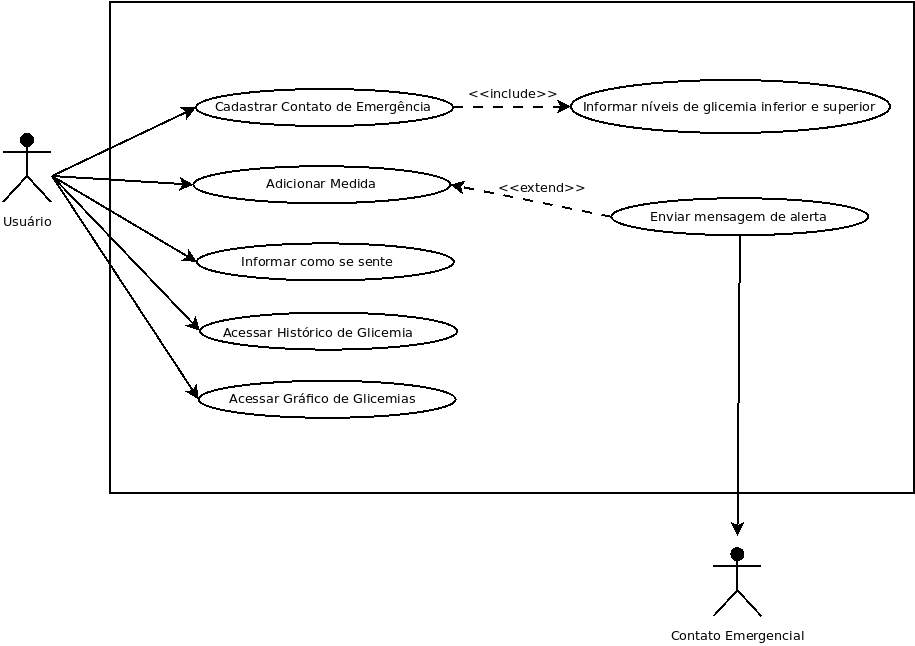 Cadastrar Contato de Emergência
<<include>>
Informar níveis de glicemia inferior e superior
Usuário
Adicionar Medida
<<extend>>
Enviar mensagem de alerta
Informar como se sente
Acessar Histórico de Glicemia
Acessar Gráfico de Glicemias
Contato Emergencial